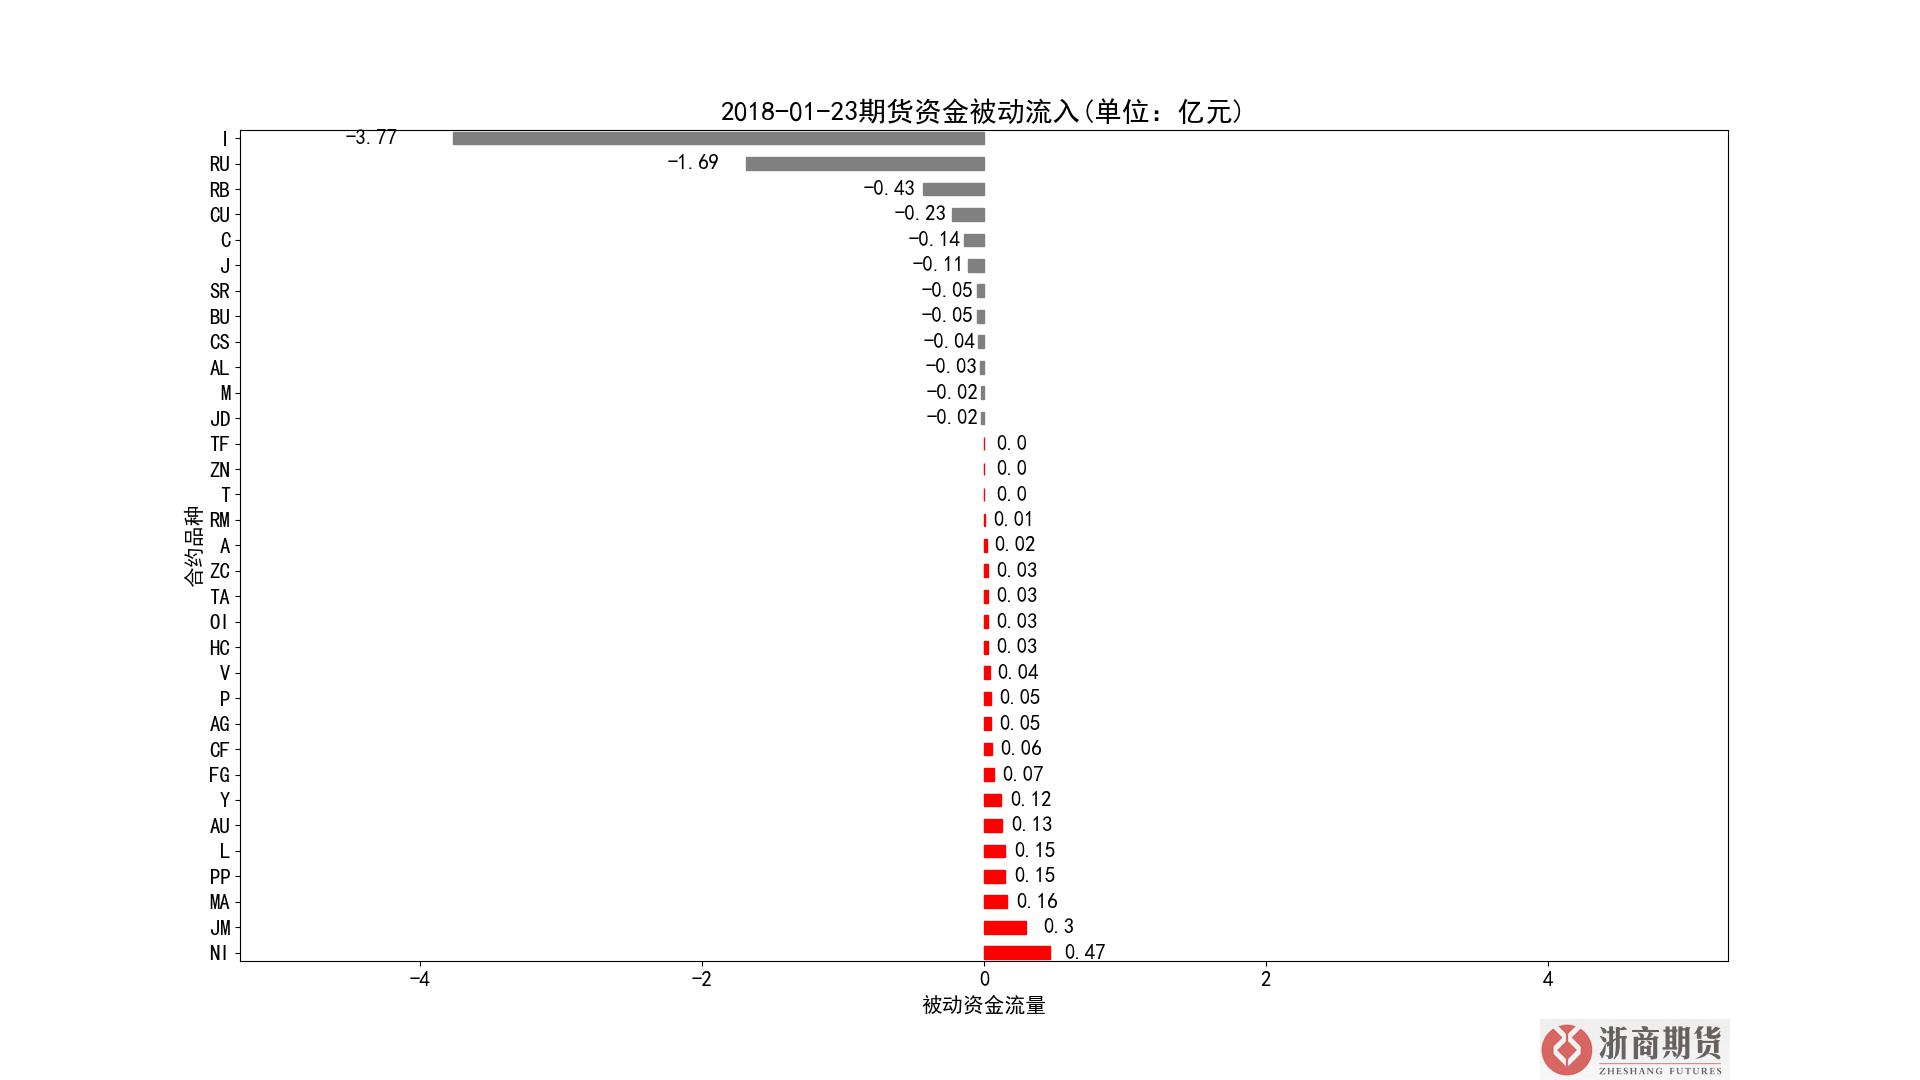 2018-01-23期货资金被动流入(单位：亿元)
I -3.77
RU -1.69
RB -0.43
CU -0.23
C -0.14
J -0.11
SR -0.05
BU -0.05
CS -0.04
AL -0.03
M -0.02
JD -0.02
TF 0.0
ZN 0.0
T 0.0
RM 0.01
A 0.02
ZC 0.03
TA 0.03
OI 0.03
HC 0.03
V 0.04
P 0.05
AG 0.05
CF 0.06
FG 0.07
Y 0.12
AU 0.13
L 0.15
PP 0.15
MA 0.16
JM 0.3
NI 0.47
合约品种
-4 -2 0 2 4
被动资金流量
浙商期货
ZHESHANG FUTURES